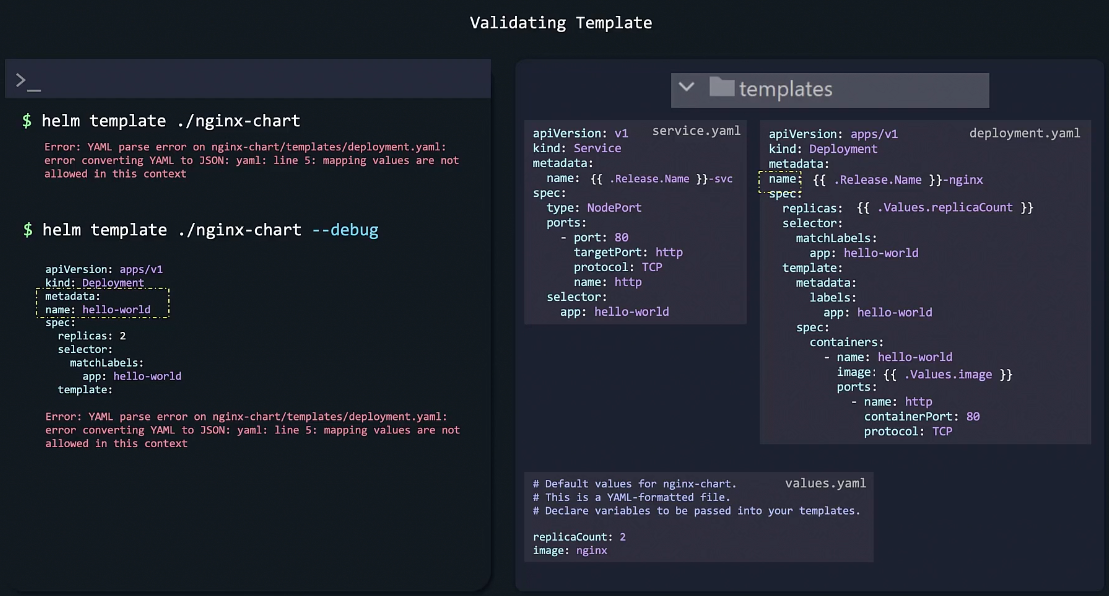 Validating Template
>_
$ helm template ./nginx-chart
Error: YAML parse error on nginx-chart/templates/deployment.yaml:
error converting YAML to JSON: yaml: line 5: mapping values are not
allowed in this context
$ helm template ./nginx-chart --debug
apiVersion: apps/v1
kind: Deployment
metadata:
name: hello-world
spec:
  replicas: 2
  selector:
    matchLabels:
      app: hello-world
  template:
Error: YAML parse error on nginx-chart/templates/deployment.yaml:
error converting YAML to JSON: yaml: line 5: mapping values are not
allowed in this context
templates
service.yaml
apiVersion: v1
kind: Service
metadata:
  name: {{ .Release.Name }}-svc
spec:
  type: NodePort
  ports:
    - port: 80
      targetPort: http
      protocol: TCP
      name: http
  selector:
    app: hello-world
deployment.yaml
apiVersion: apps/v1
kind: Deployment
metadata:
name: {{ .Release.Name }}-nginx
spec:
  replicas: {{ .Values.replicaCount }}
  selector:
    matchLabels:
      app: hello-world
  template:
    metadata:
      labels:
        app: hello-world
    spec:
      containers:
        - name: hello-world
          image: {{ .Values.image }}
          ports:
            - name: http
              containerPort: 80
              protocol: TCP
values.yaml
# Default values for nginx-chart.
# This is a YAML-formatted file.
# Declare variables to be passed into your templates.
replicaCount: 2
image: nginx